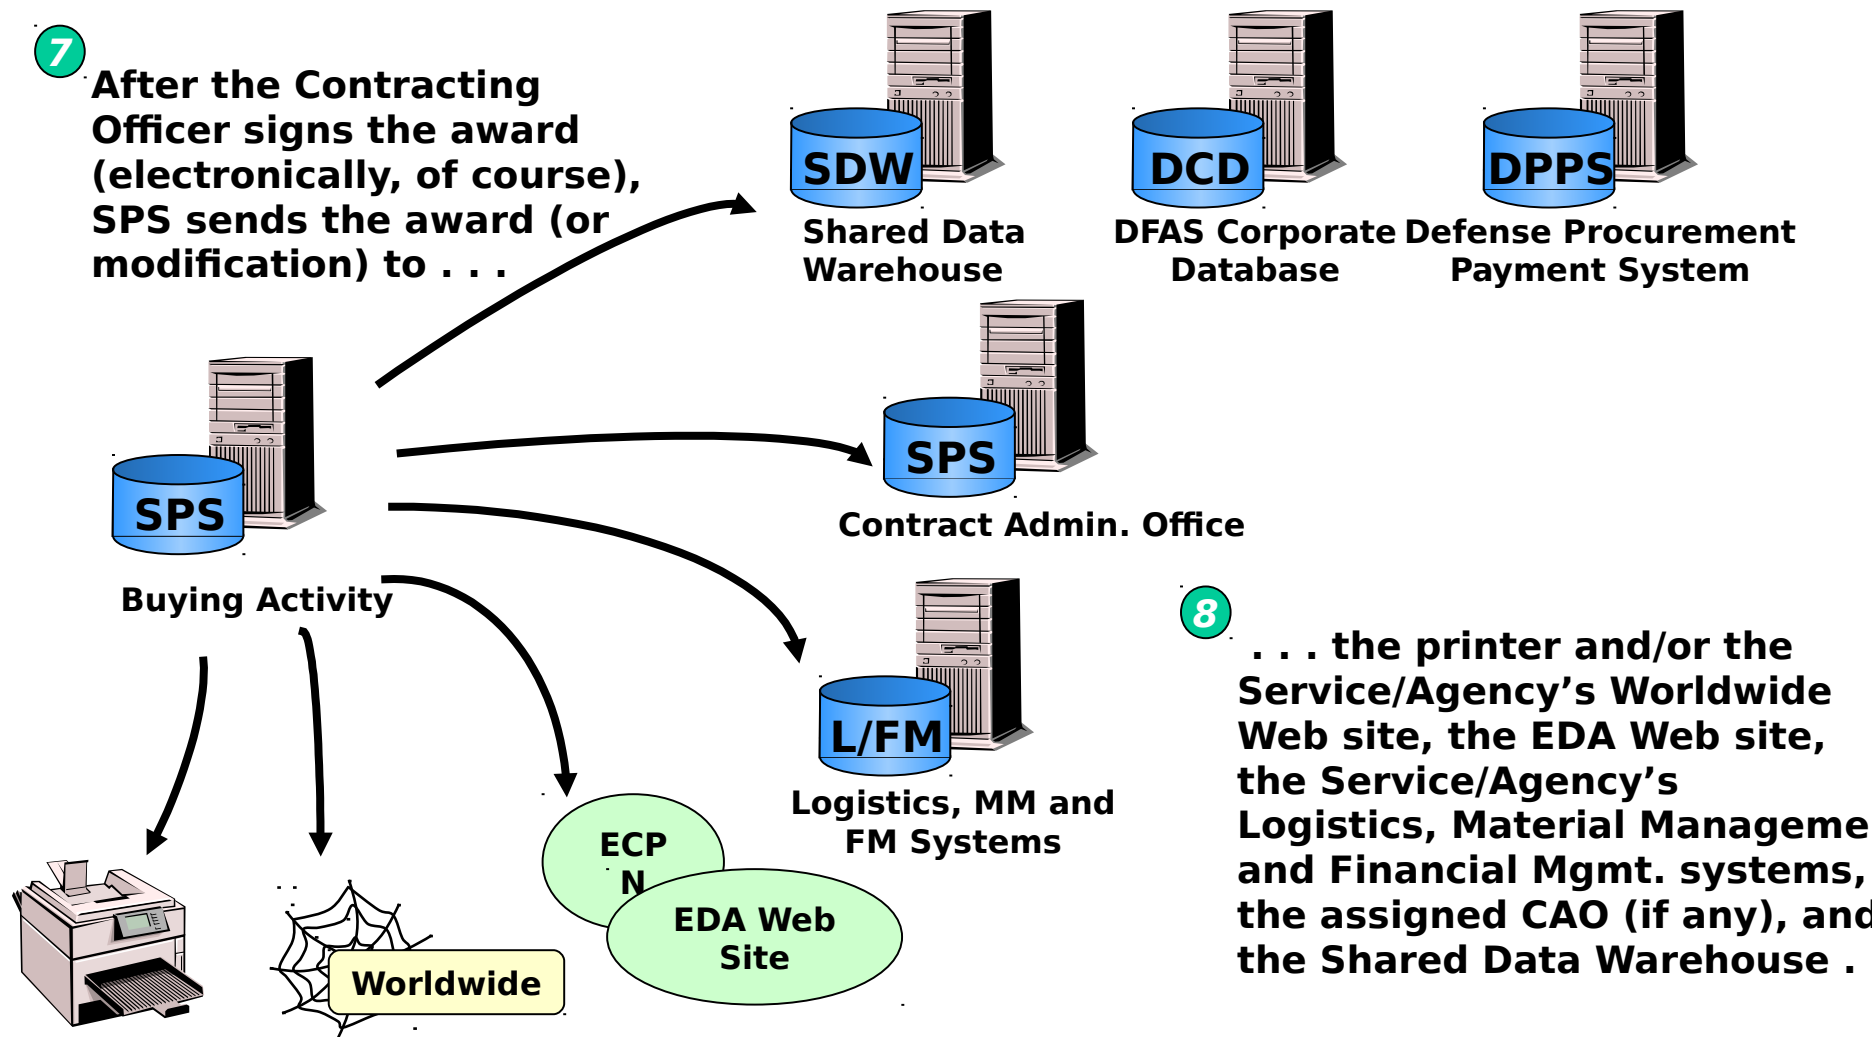 7
After the Contracting
Officer signs the award
(electronically, of course),
SPS sends the award (or
modification) to . . .
SDW
Shared Data
Warehouse
DCD
DFAS Corporate
Database
DPPS
Defense Procurement
Payment System
SPS
Contract Admin. Office
SPS
Buying Activity
L/FM
Logistics, MM and
FM Systems
ECP
N
EDA Web
Site
Worldwide
8
. . . the printer and/or the
Service/Agency’s Worldwide
Web site, the EDA Web site,
the Service/Agency’s
Logistics, Material Manageme
and Financial Mgmt. systems,
the assigned CAO (if any), and
the Shared Data Warehouse .